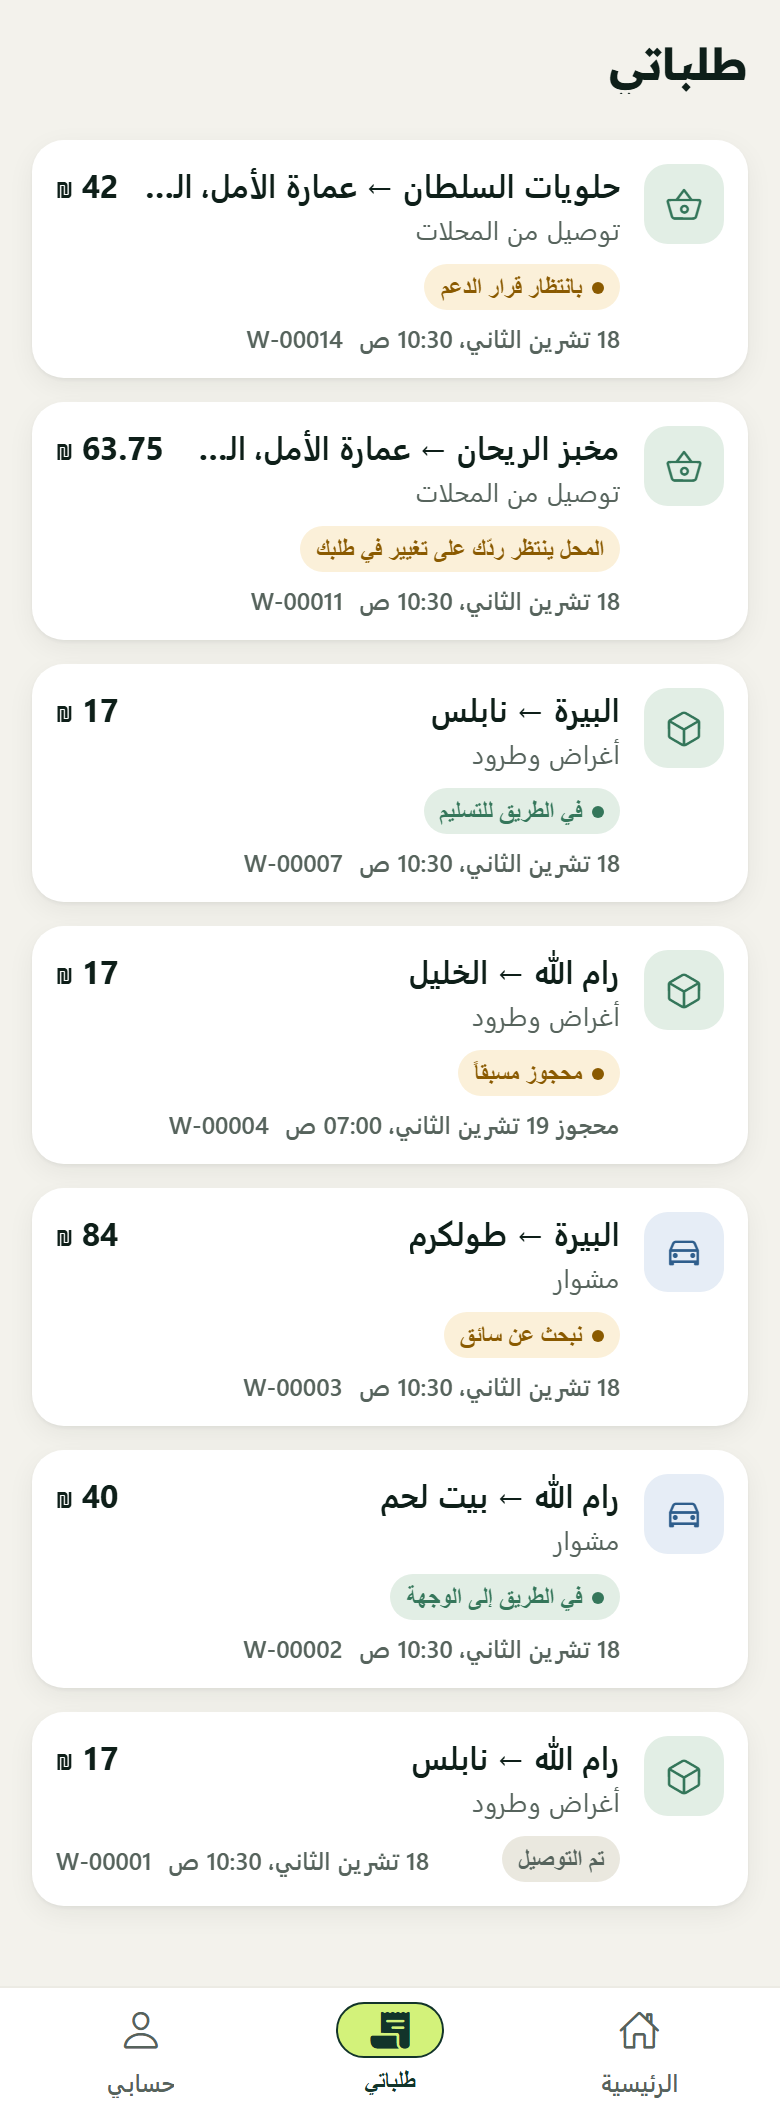 طلباتي
حلويات السلطان ← عمارة الأمل، الـ... 42 ₪
توصيل من المحلات
بانتظار قرار الدعم
18 تشرين الثاني، 10:30 ص W-00014
مخبز الريحان ← عمارة الأمل، الـ... 63.75 ₪
توصيل من المحلات
المحل ينتظر ردّك على تغيير في طلبك
18 تشرين الثاني، 10:30 ص W-00011
البيرة ← نابلس 17 ₪
أغراض وطرود
في الطريق للتسليم
18 تشرين الثاني، 10:30 ص W-00007
رام الله ← الخليل 17 ₪
أغراض وطرود
محجوز مسبقاً
محجوز 19 تشرين الثاني، 07:00 ص W-00004
البيرة ← طولكرم 84 ₪
مشوار
نبحث عن سائق
18 تشرين الثاني، 10:30 ص W-00003
رام الله ← بيت لحم 40 ₪
مشوار
في الطريق إلى الوجهة
18 تشرين الثاني، 10:30 ص W-00002
رام الله ← نابلس 17 ₪
أغراض وطرود
تم التوصيل 18 تشرين الثاني، 10:30 ص W-00001
الرئيسية طلباتي حسابي